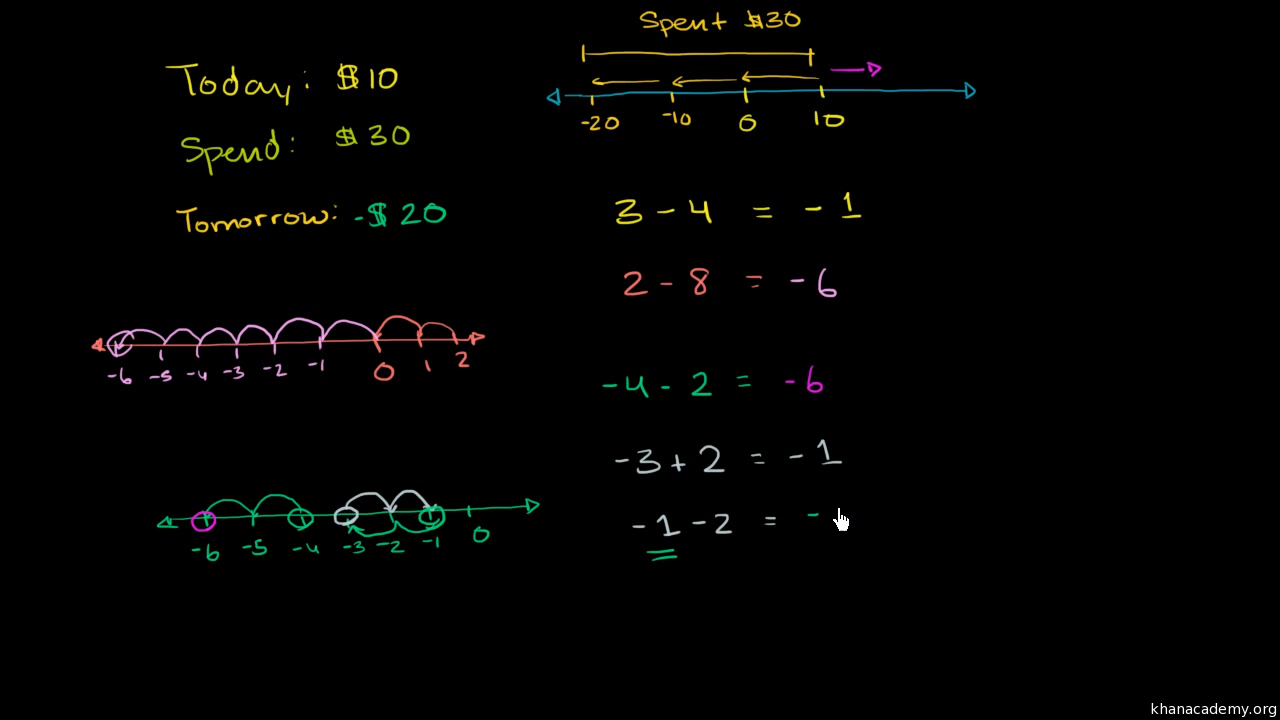 Spent $30
Today: $10
-20 -10 0 10
Spend: $30
Tomorrow: -$20
3 - 4 = -1
2 - 8 = -6
-6 -5 -4 -3 -2 -1 0 1 2
-4 - 2 = -6
-3 + 2 = -1
-1 - 2 = -
-6 -5 -4 -3 -2 -1 0
khanacademy.org